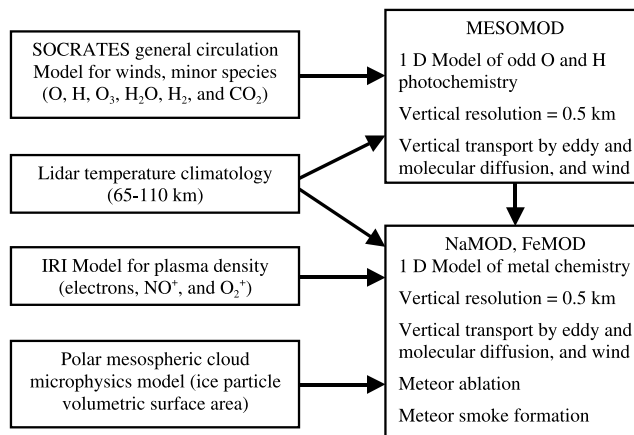 SOCRATES general circulation
Model for winds, minor species
(O, H, O₃, H₂O, H₂, and CO₂)
Lidar temperature climatology
(65-110 km)
IRI Model for plasma density
(electrons, NO⁺, and O₂⁺)
Polar mesospheric cloud
microphysics model (ice particle
volumetric surface area)
MESOMOD
1 D Model of odd O and H
photochemistry
Vertical resolution = 0.5 km
Vertical transport by eddy and
molecular diffusion, and wind
NaMOD, FeMOD
1 D Model of metal chemistry
Vertical resolution = 0.5 km
Vertical transport by eddy and
molecular diffusion, and wind
Meteor ablation
Meteor smoke formation